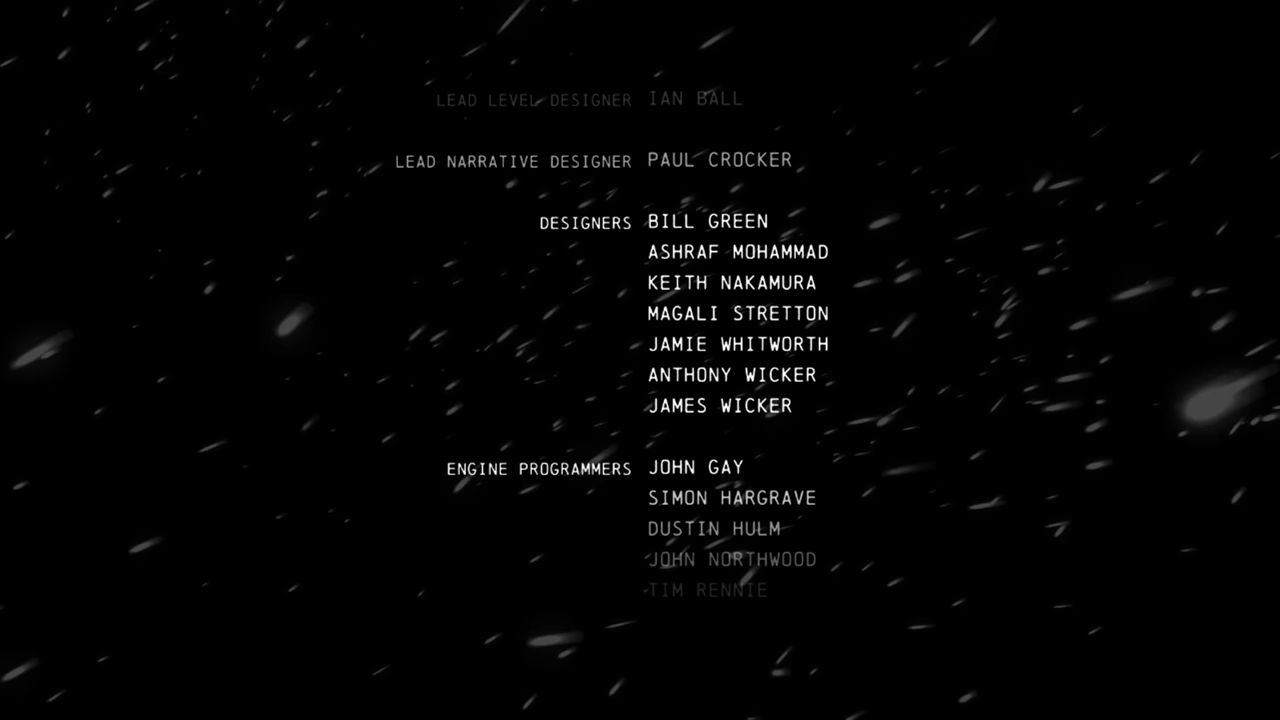 LEAD LEVEL DESIGNER IAN BALL
LEAD NARRATIVE DESIGNER PAUL CROCKER
DESIGNERS BILL GREEN
ASHRAF MOHAMMAD
KEITH NAKAMURA
MAGALI STRETTON
JAMIE WHITWORTH
ANTHONY WICKER
JAMES WICKER
ENGINE PROGRAMMERS JOHN GAY
SIMON HARGRAVE
DUSTIN HULM
JOHN NORTHWOOD
TIM RENNIE